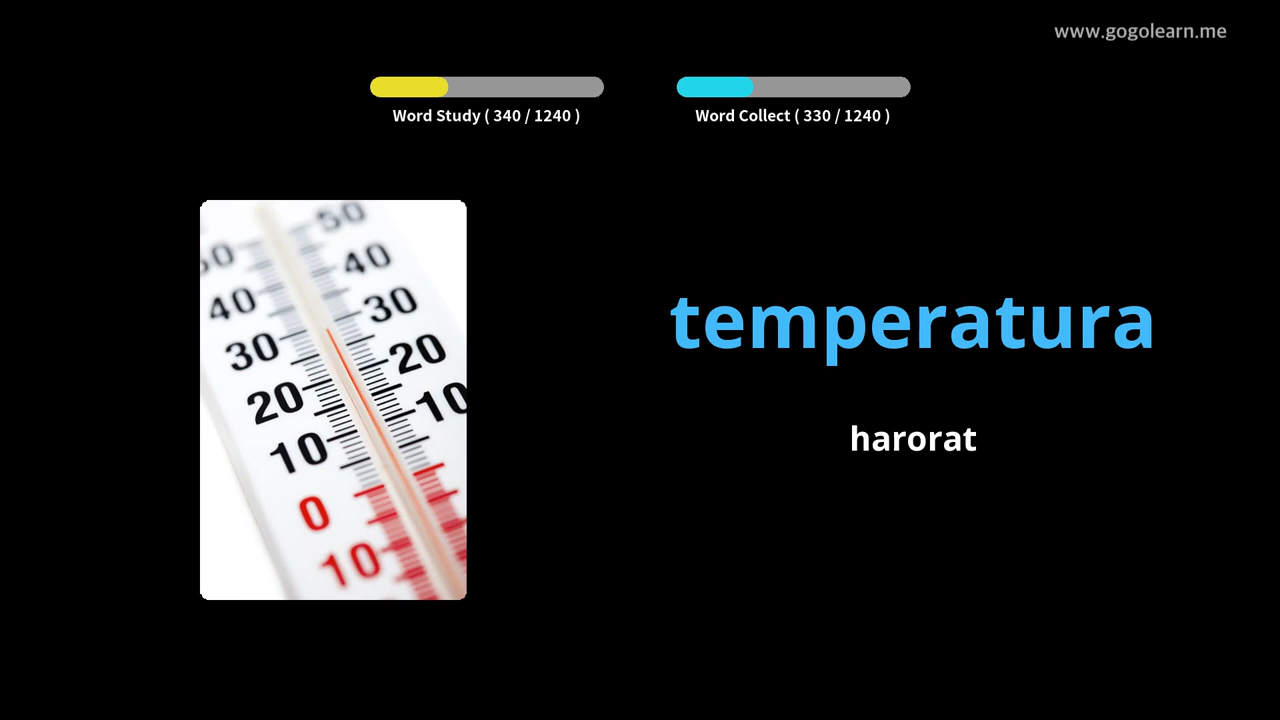 www.gogolearn.me
Word Study ( 340 / 1240 )
Word Collect ( 330 / 1240 )
temperatura
harorat
50
40
30
20
10
0
10
50
40
30
20
10